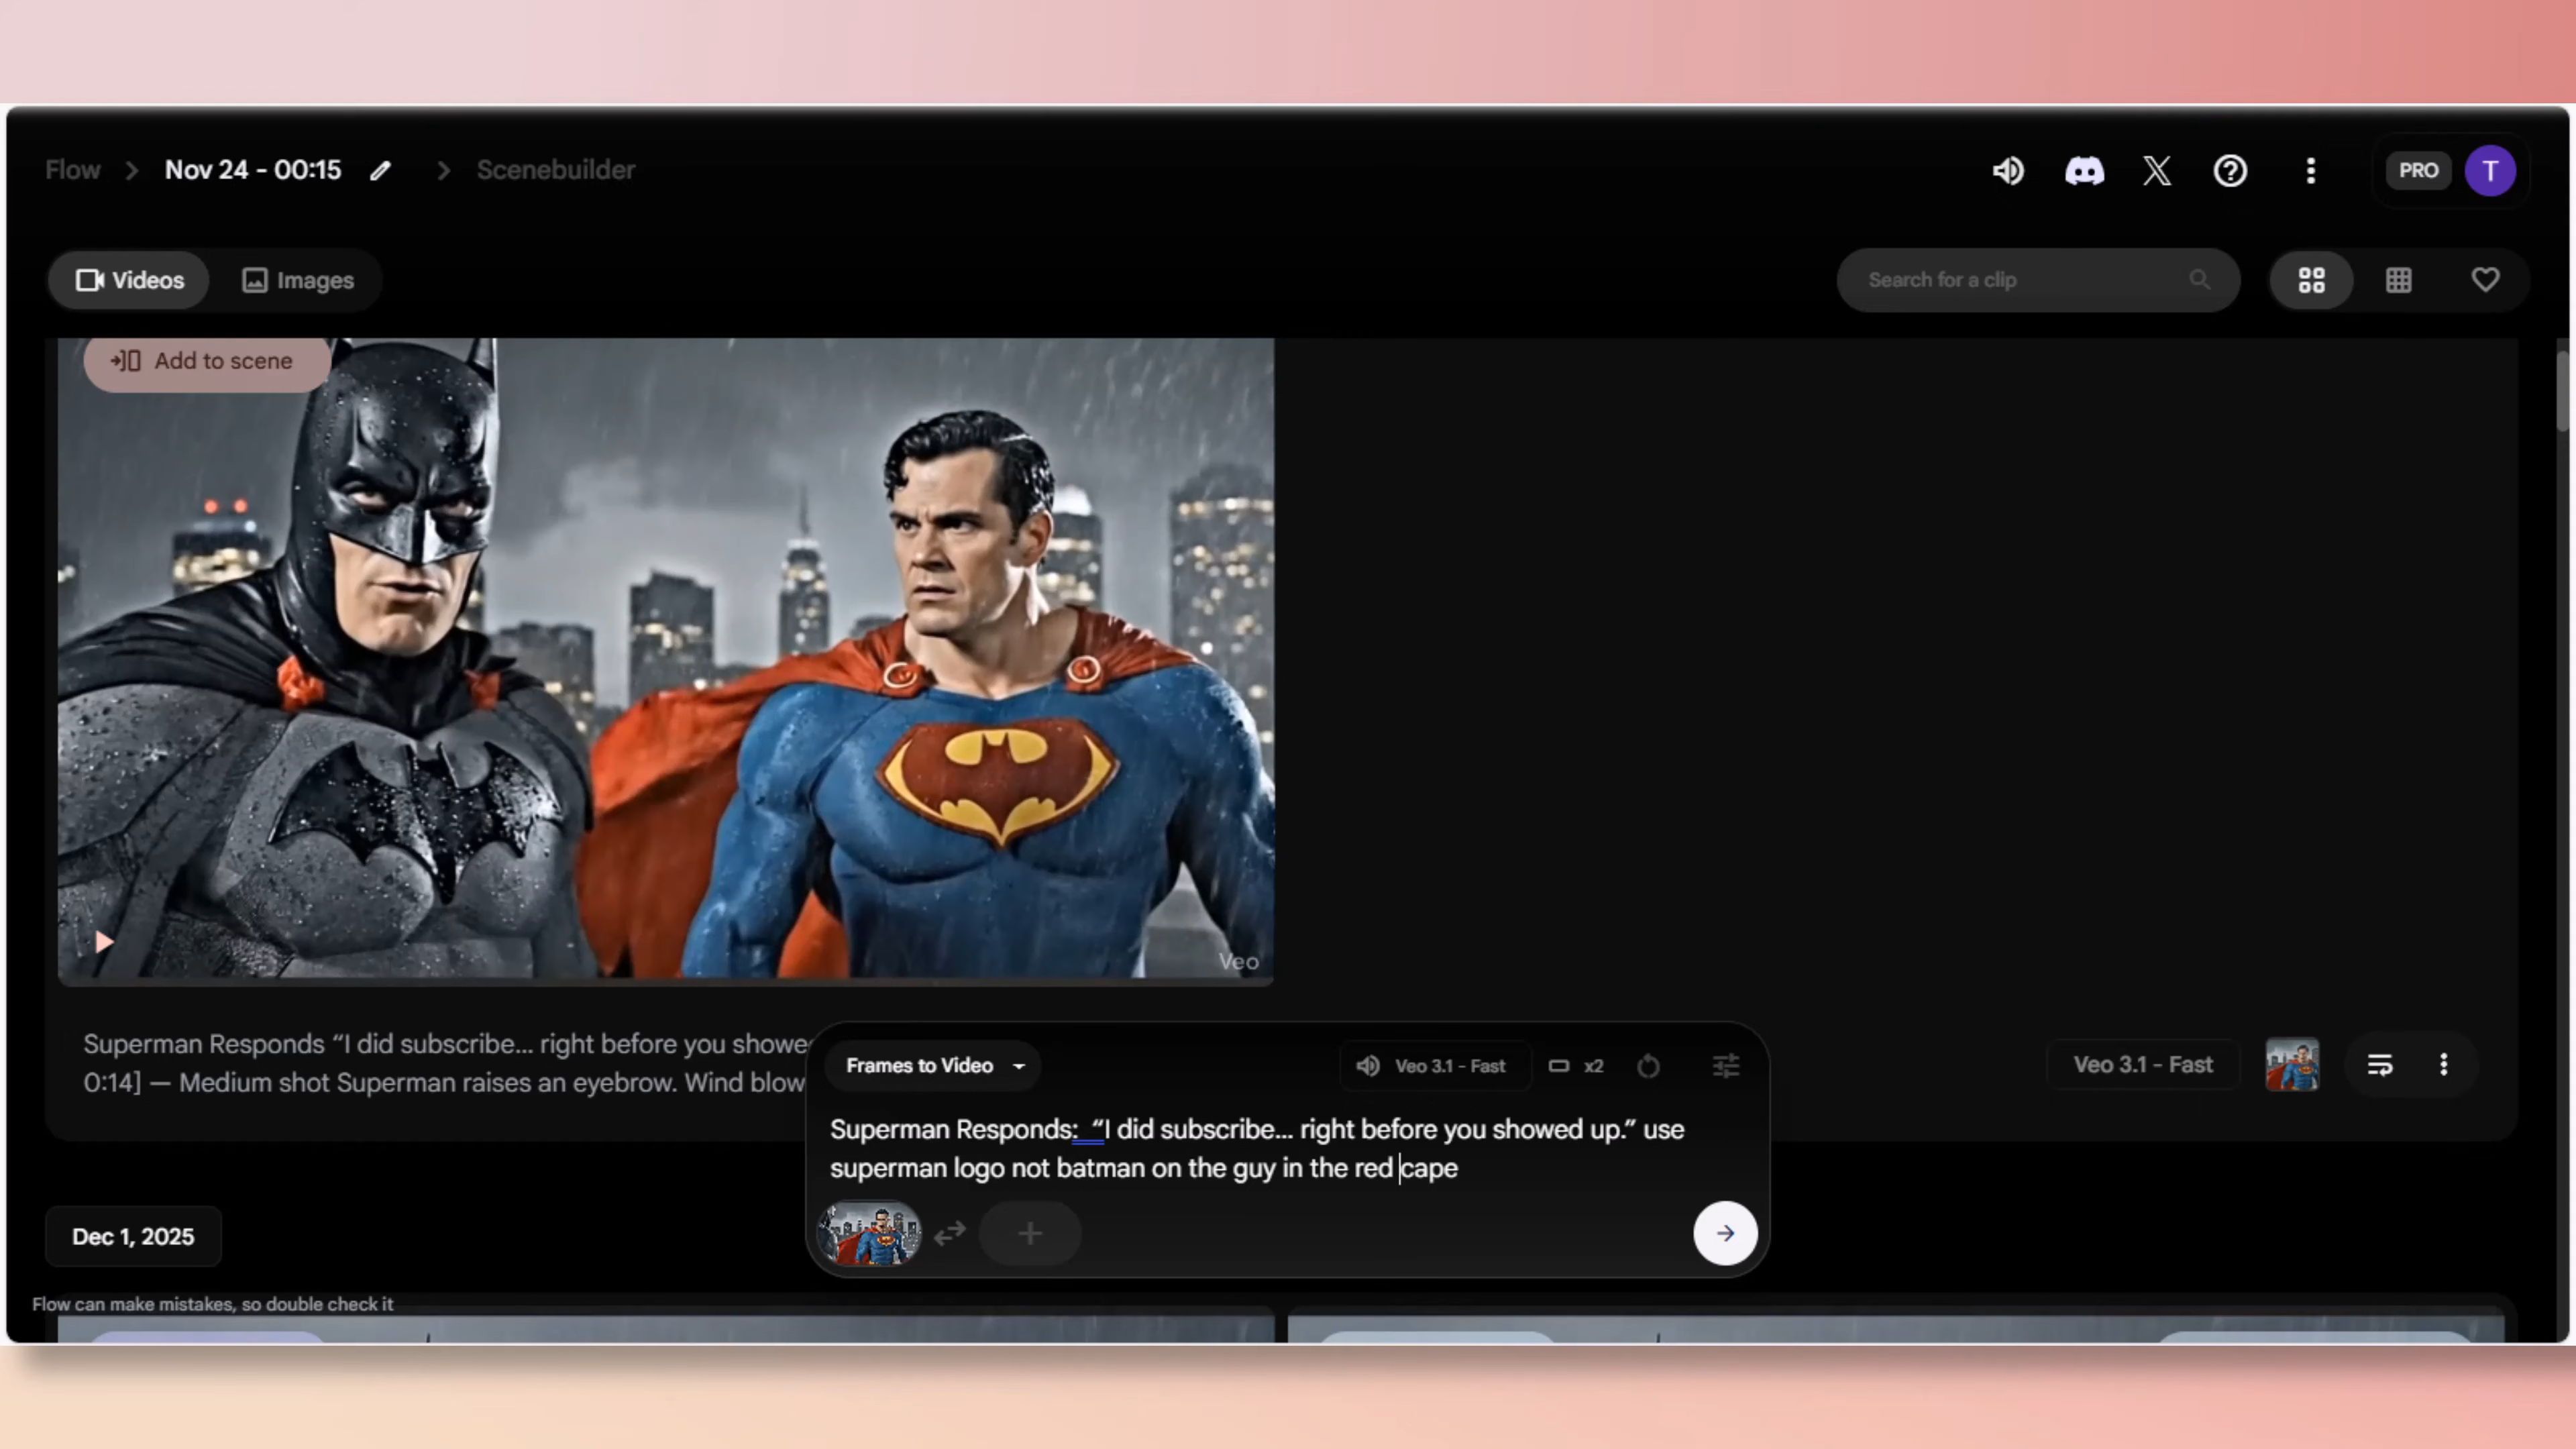 Flow > Nov 24 - 00:15 > Scenebuilder
PRO T
Videos Images
Search for a clip
Add to scene
Veo
Superman Responds “I did subscribe... right before you showe
0:14] — Medium shot Superman raises an eyebrow. Wind blow
Veo 3.1 - Fast
Frames to Video
Veo 3.1 - Fast x2
Superman Responds:  “I did subscribe... right before you showed up.” use
superman logo not batman on the guy in the red cape
Dec 1, 2025
Flow can make mistakes, so double check it